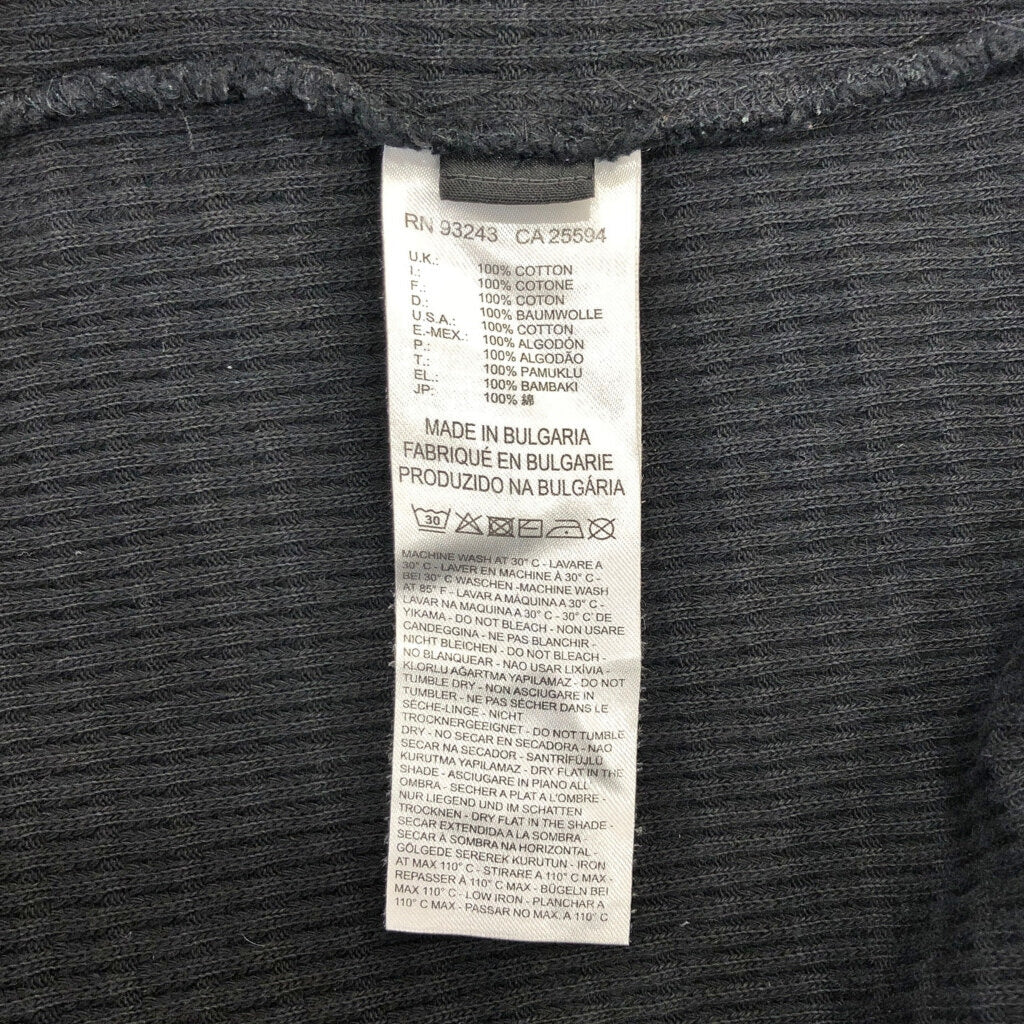 RN 93243 CA 25594
U.K.: 100% COTTON
I.: 100% COTONE
F.: 100% COTON
D.: 100% BAUMWOLLE
U.S.A.: 100% COTTON
E.-MEX.: 100% ALGODÓN
P.: 100% ALGODÃO
T.: 100% PAMUKLU
EL.: 100% BAMBAKI
JP: 100% 綿
MADE IN BULGARIA
FABRIQUÉ EN BULGARIE
PRODUZIDO NA BULGÁRIA
30
MACHINE WASH AT 30° C - LAVARE A
30° C - LAVER EN MACHINE À 30° C -
BEI 30° C WASCHEN -MACHINE WASH
AT 85° F - LAVAR A MÁQUINA A 30° C -
LAVAR NA MAQUINA A 30° C - 30° C' DE
YIKAMA - DO NOT BLEACH - NON USARE
CANDEGGINA - NE PAS BLANCHIR -
NICHT BLEICHEN - DO NOT BLEACH -
NO BLANQUEAR - NAO USAR LIXÍVIA -
KLORLU AĞARTMA YAPILAMAZ - DO NOT
TUMBLE DRY - NON ASCIUGARE IN
TUMBLER - NE PAS SÉCHER DANS LE
SÈCHE-LINGE - NICHT
TROCKNERGEEIGNET - DO NOT TUMBLE
DRY - NO SECAR EN SECADORA - NAO
SECAR NA SECADOR - SANTRİFÜJLÜ
KURUTMA YAPILAMAZ - DRY FLAT IN THE
SHADE - ASCIUGARE IN PIANO ALL
OMBRA - SECHER A PLAT A L'OMBRE -
NUR LIEGEND UND IM SCHATTEN
TROCKNEN - DRY FLAT IN THE SHADE -
SECAR EXTENDIDA A LA SOMBRA -
SECAR À SOMBRA NA HORIZONTAL -
GÖLGEDE SEREREK KURUTUN - IRON
AT MAX 110° C - STIRARE A 110° C MAX -
REPASSER À 110° C MAX - BÜGELN BEI
MAX 110° C - LOW IRON - PLANCHAR A
110° C MAX - PASSAR NO MAX. A 110° C